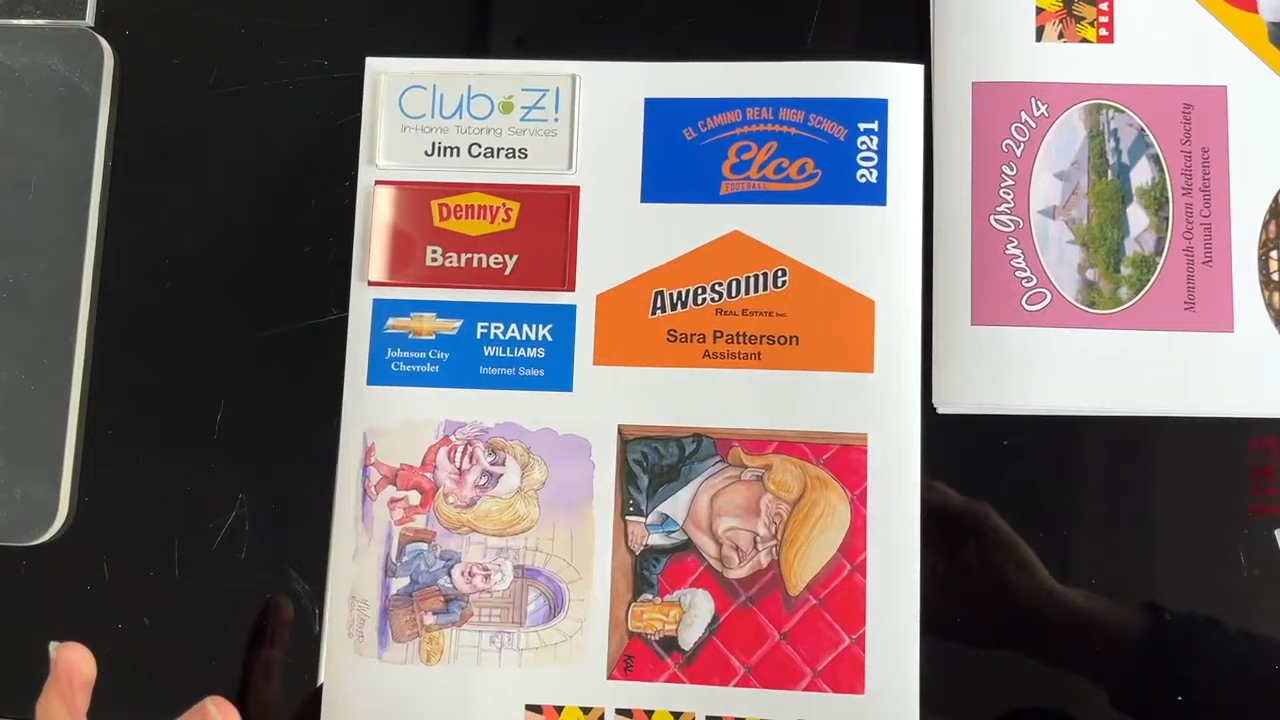 Club Z!
In-Home Tutoring Services
Jim Caras
Denny's
Barney
Johnson City
Chevrolet
FRANK
WILLIAMS
Internet Sales
EL CAMINO REAL HIGH SCHOOL
Elco
FOOTBALL
2021
Awesome
REAL ESTATE INC.
Sara Patterson
Assistant
KAL
PEA
Ocean Grove 2014
Monmouth-Ocean Medical Society
Annual Conference